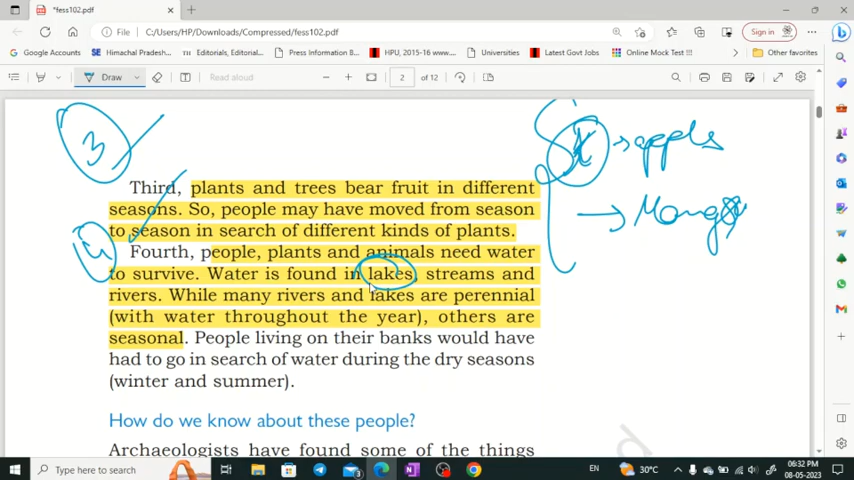 *fess102.pdf
File
C:/Users/HP/Downloads/Compressed/fess102.pdf
Sign in
Google Accounts
Himachal Pradesh...
Editorials, Editorial...
Press Information B...
HPU, 2015-16 www....
Universities
Latest Govt Jobs
Online Mock Test !!!...
Other favorites
Draw
Read aloud
2
of 12
3
apples
Third, plants and trees bear fruit in different
seasons. So, people may have moved from season
to season in search of different kinds of plants.
4
Fourth, people, plants and animals need water
to survive. Water is found in lakes, streams and
rivers. While many rivers and lakes are perennial
(with water throughout the year), others are
seasonal. People living on their banks would have
had to go in search of water during the dry seasons
(winter and summer).
How do we know about these people?
Archaeologists have found some of the things
Type here to search
EN
30°C
06:32 PM
08-05-2023